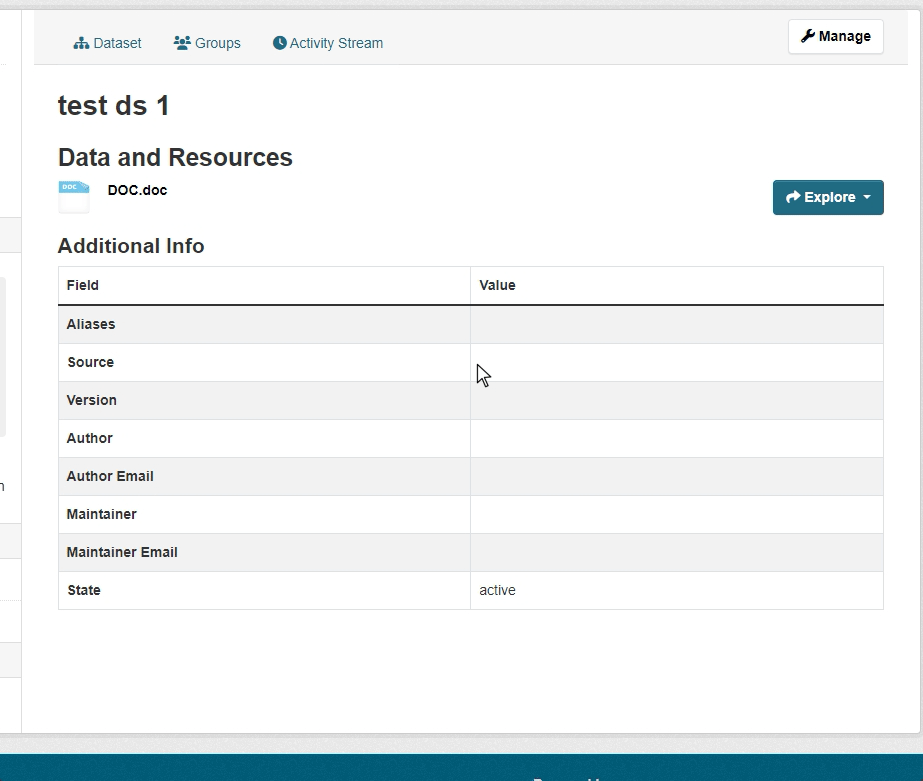 Dataset Groups Activity Stream Manage
test ds 1
Data and Resources
DOC DOC.doc
Explore
Additional Info
Field Value
Aliases
Source
Version
Author
Author Email
Maintainer
Maintainer Email
State active